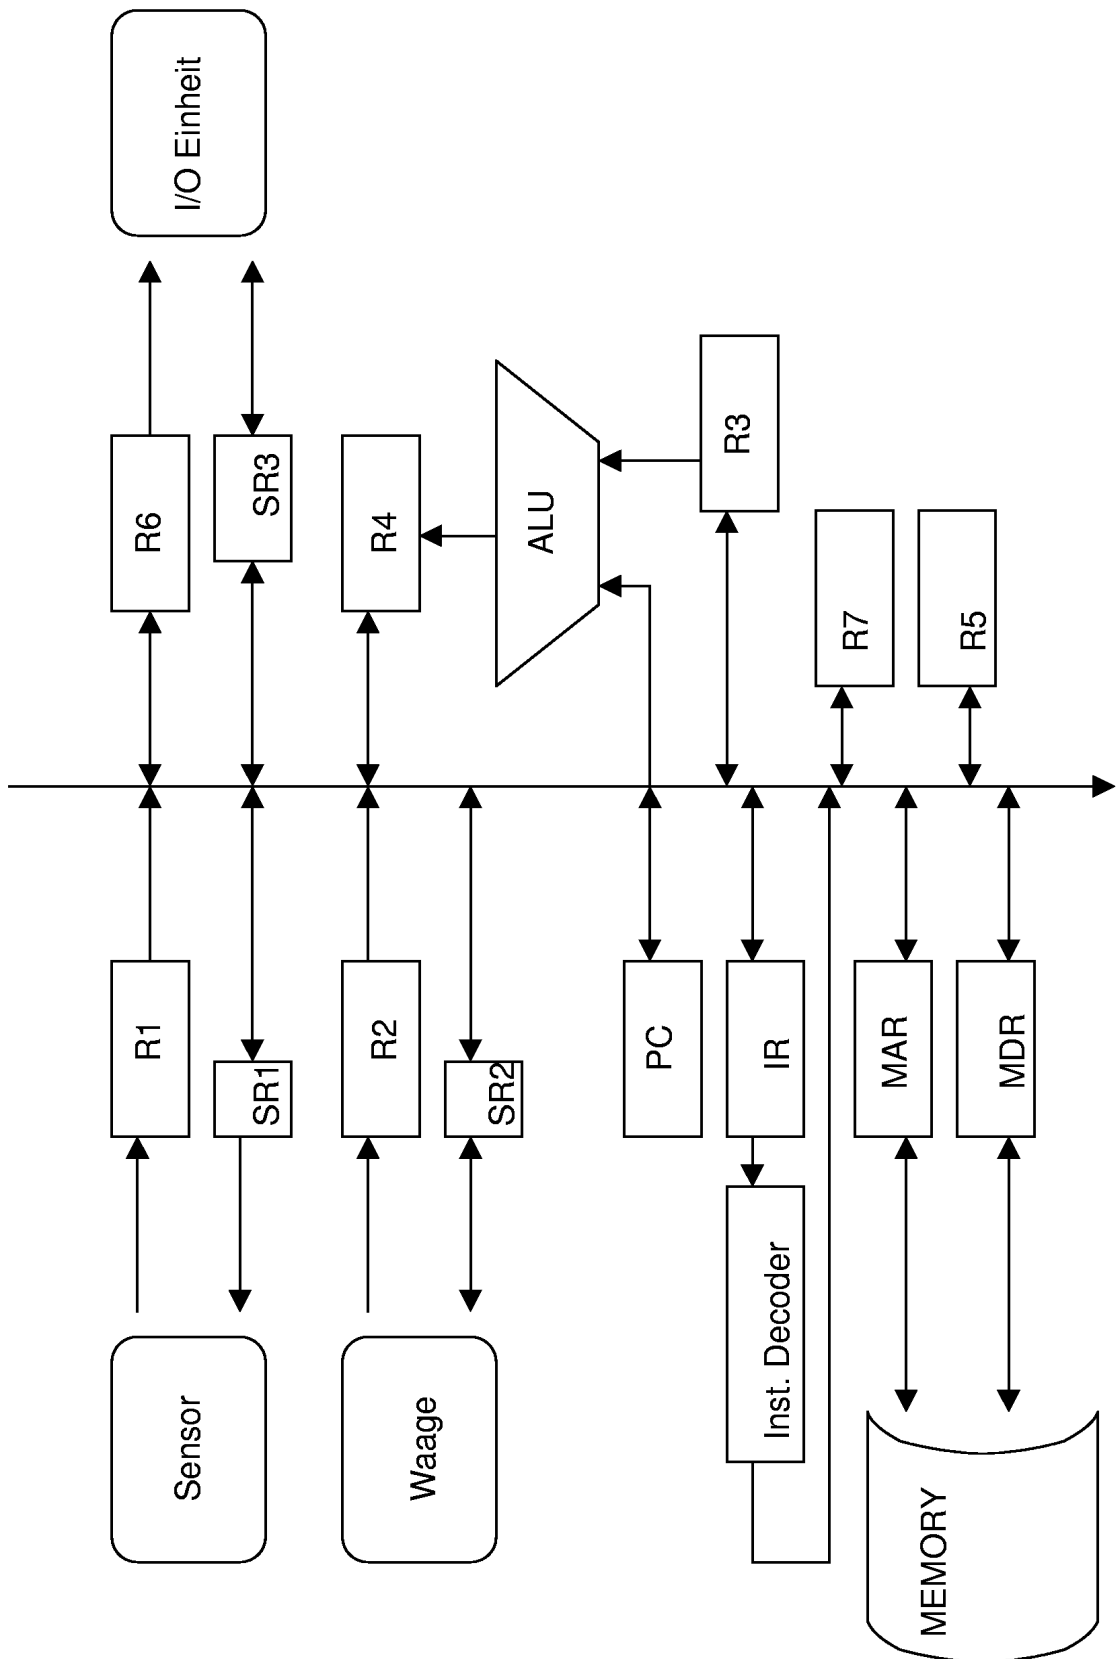 Sensor
R1
SR1
R6
SR3
I/O Einheit
Waage
R2
SR2
R4
ALU
PC
R3
IR
Inst. Decoder
R7
MAR
R5
MDR
MEMORY